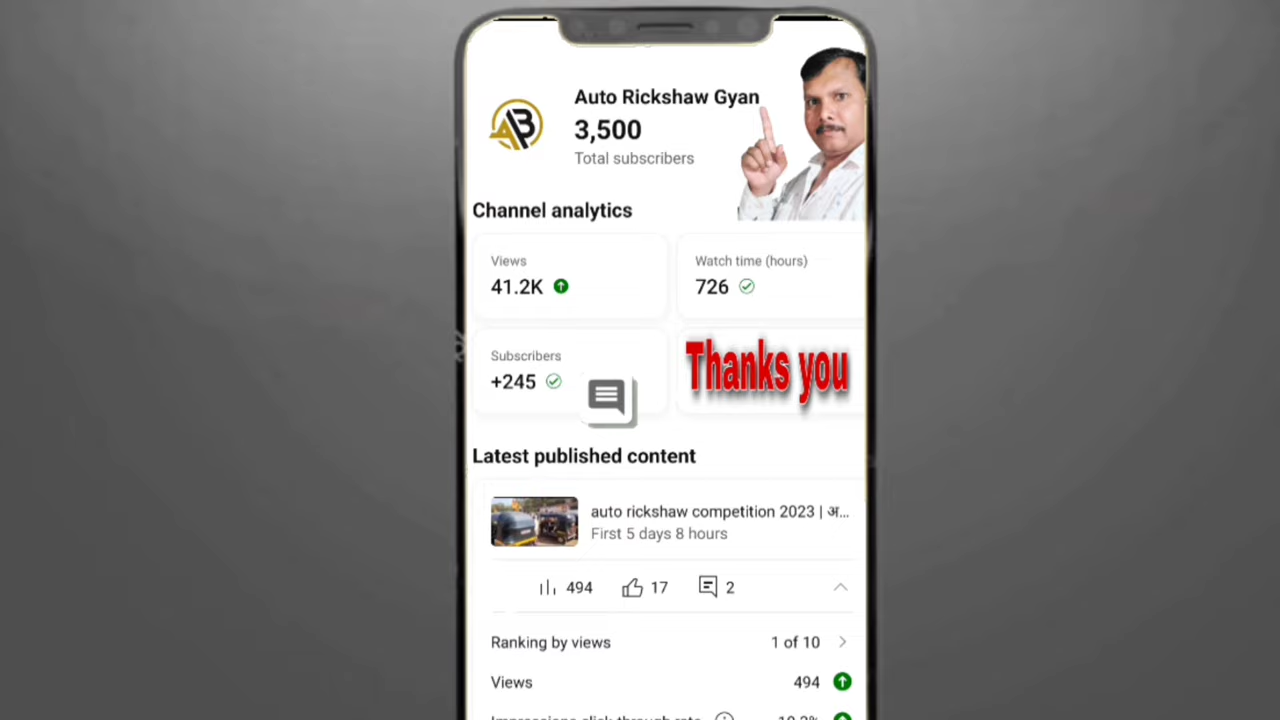 Auto Rickshaw Gyan
3,500
Total subscribers
Channel analytics
Views
41.2K
Watch time (hours)
726
Subscribers
+245
Thanks you
Latest published content
auto rickshaw competition 2023 | अ...
First 5 days 8 hours
494 17 2
Ranking by views 1 of 10
Views 494